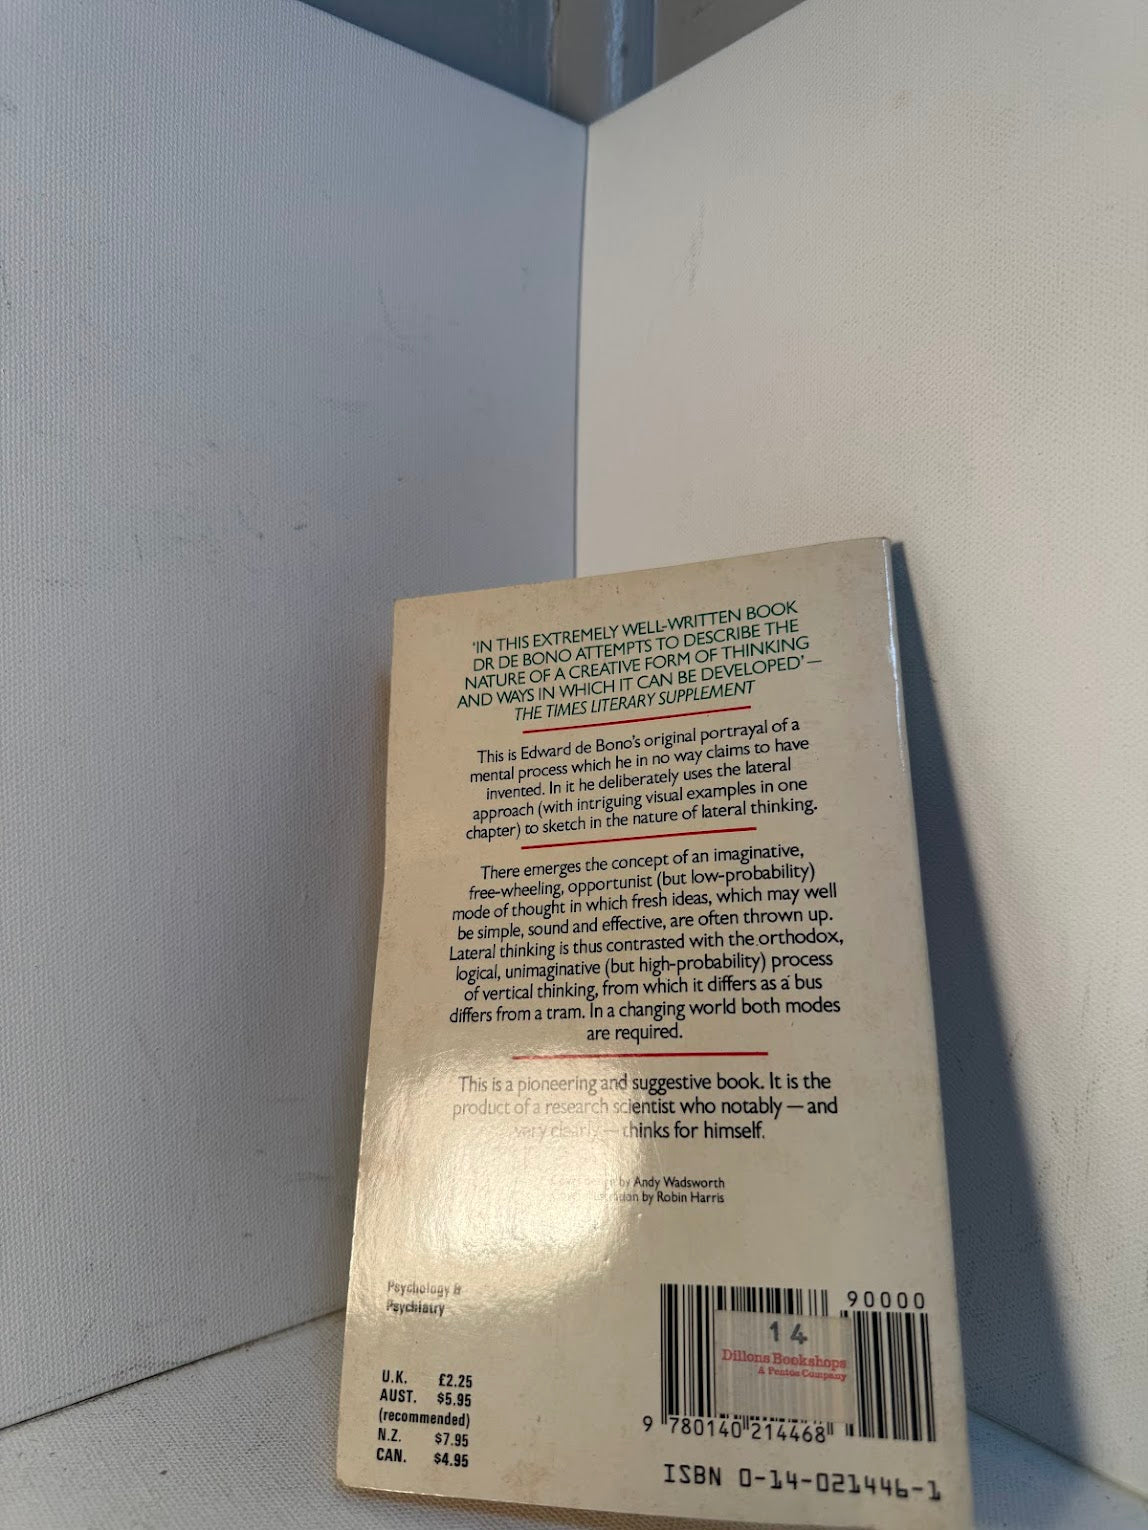 'IN THIS EXTREMELY WELL-WRITTEN BOOK
DR DE BONO ATTEMPTS TO DESCRIBE THE
NATURE OF A CREATIVE FORM OF THINKING
AND WAYS IN WHICH IT CAN BE DEVELOPED' —
THE TIMES LITERARY SUPPLEMENT
This is Edward de Bono's original portrayal of a
mental process which he in no way claims to have
invented. In it he deliberately uses the lateral
approach (with intriguing visual examples in one
chapter) to sketch in the nature of lateral thinking.
There emerges the concept of an imaginative,
free-wheeling, opportunist (but low-probability)
mode of thought in which fresh ideas, which may well
be simple, sound and effective, are often thrown up.
Lateral thinking is thus contrasted with the orthodox,
logical, unimaginative (but high-probability) process
of vertical thinking, from which it differs as a bus
differs from a tram. In a changing world both modes
are required.
This is a pioneering and suggestive book. It is the
product of a research scientist who notably — and
very clearly — thinks for himself.
by Andy Wadsworth
by Robin Harris
Psychology &
Psychiatry
U.K. £2.25
AUST. $5.95
(recommended)
N.Z. $7.95
CAN. $4.95
90000
14
Dillons Bookshops
A Pentos Company
9 780140 214468
ISBN 0-14-021446-1